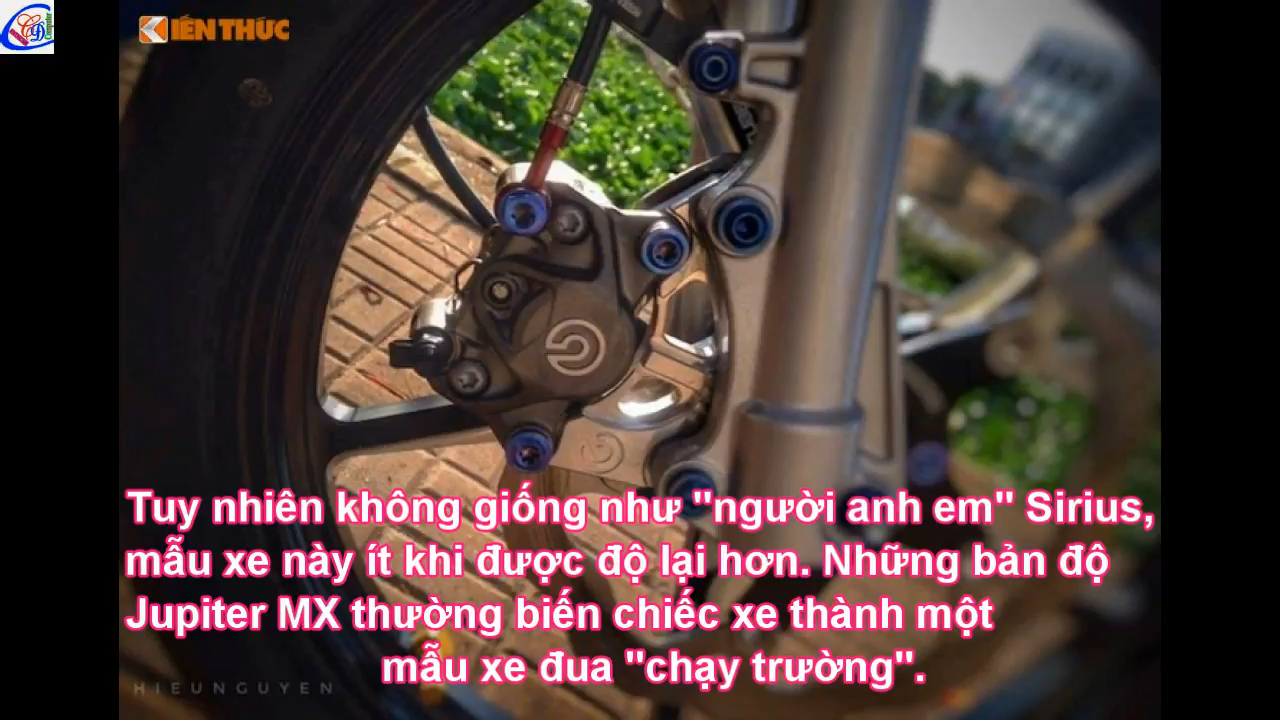 KIẾN THỨC
Tuy nhiên không giống như "người anh em" Sirius,
mẫu xe này ít khi được độ lại hơn. Những bản độ
Jupiter MX thường biến chiếc xe thành một
mẫu xe đua "chạy trường".
HIEUNGUYEN